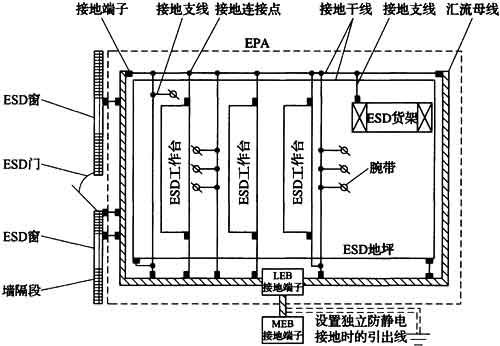 接地端子 接地支线 接地连接点 接地干线 接地支线 汇流母线
EPA
ESD窗
ESD门
ESD窗
墙隔段
ESD工作台
ESD工作台
ESD工作台
ESD货架
腕带
ESD地坪
LEB
接地端子
MEB
接地端子
设置独立防静电
接地时的引出线